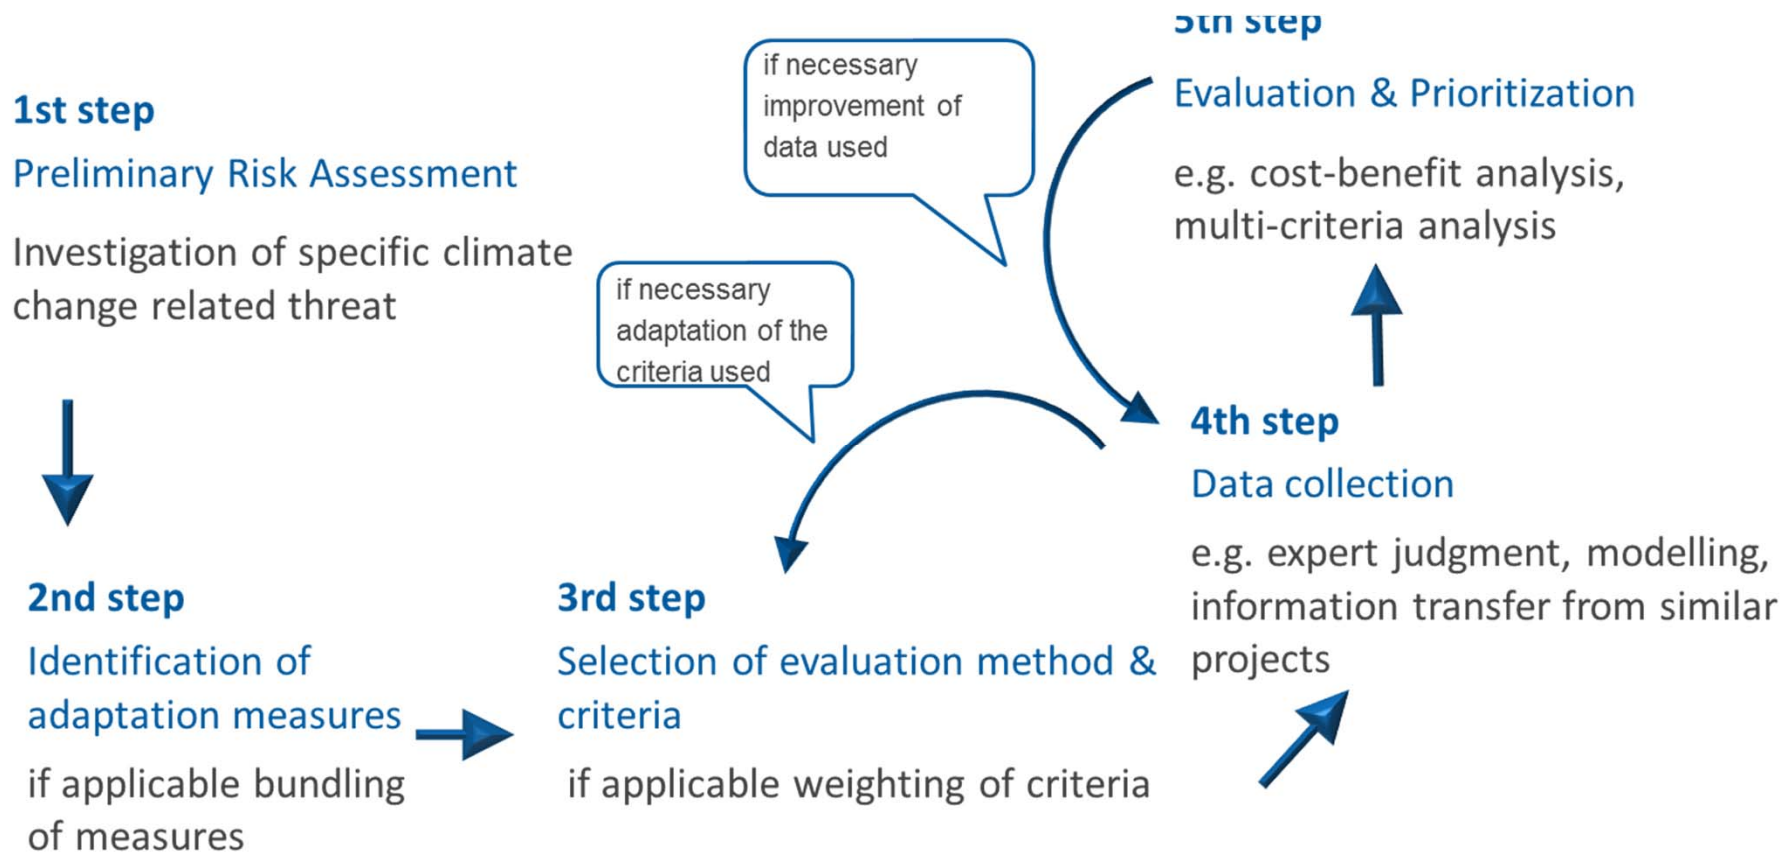 1st step
Preliminary Risk Assessment
Investigation of specific climate
change related threat
2nd step
Identification of
adaptation measures
if applicable bundling
of measures
3rd step
Selection of evaluation method &
criteria
if applicable weighting of criteria
if necessary
adaptation of the
criteria used
4th step
Data collection
e.g. expert judgment, modelling,
information transfer from similar
projects
if necessary
improvement of
data used
5th step
Evaluation & Prioritization
e.g. cost-benefit analysis,
multi-criteria analysis